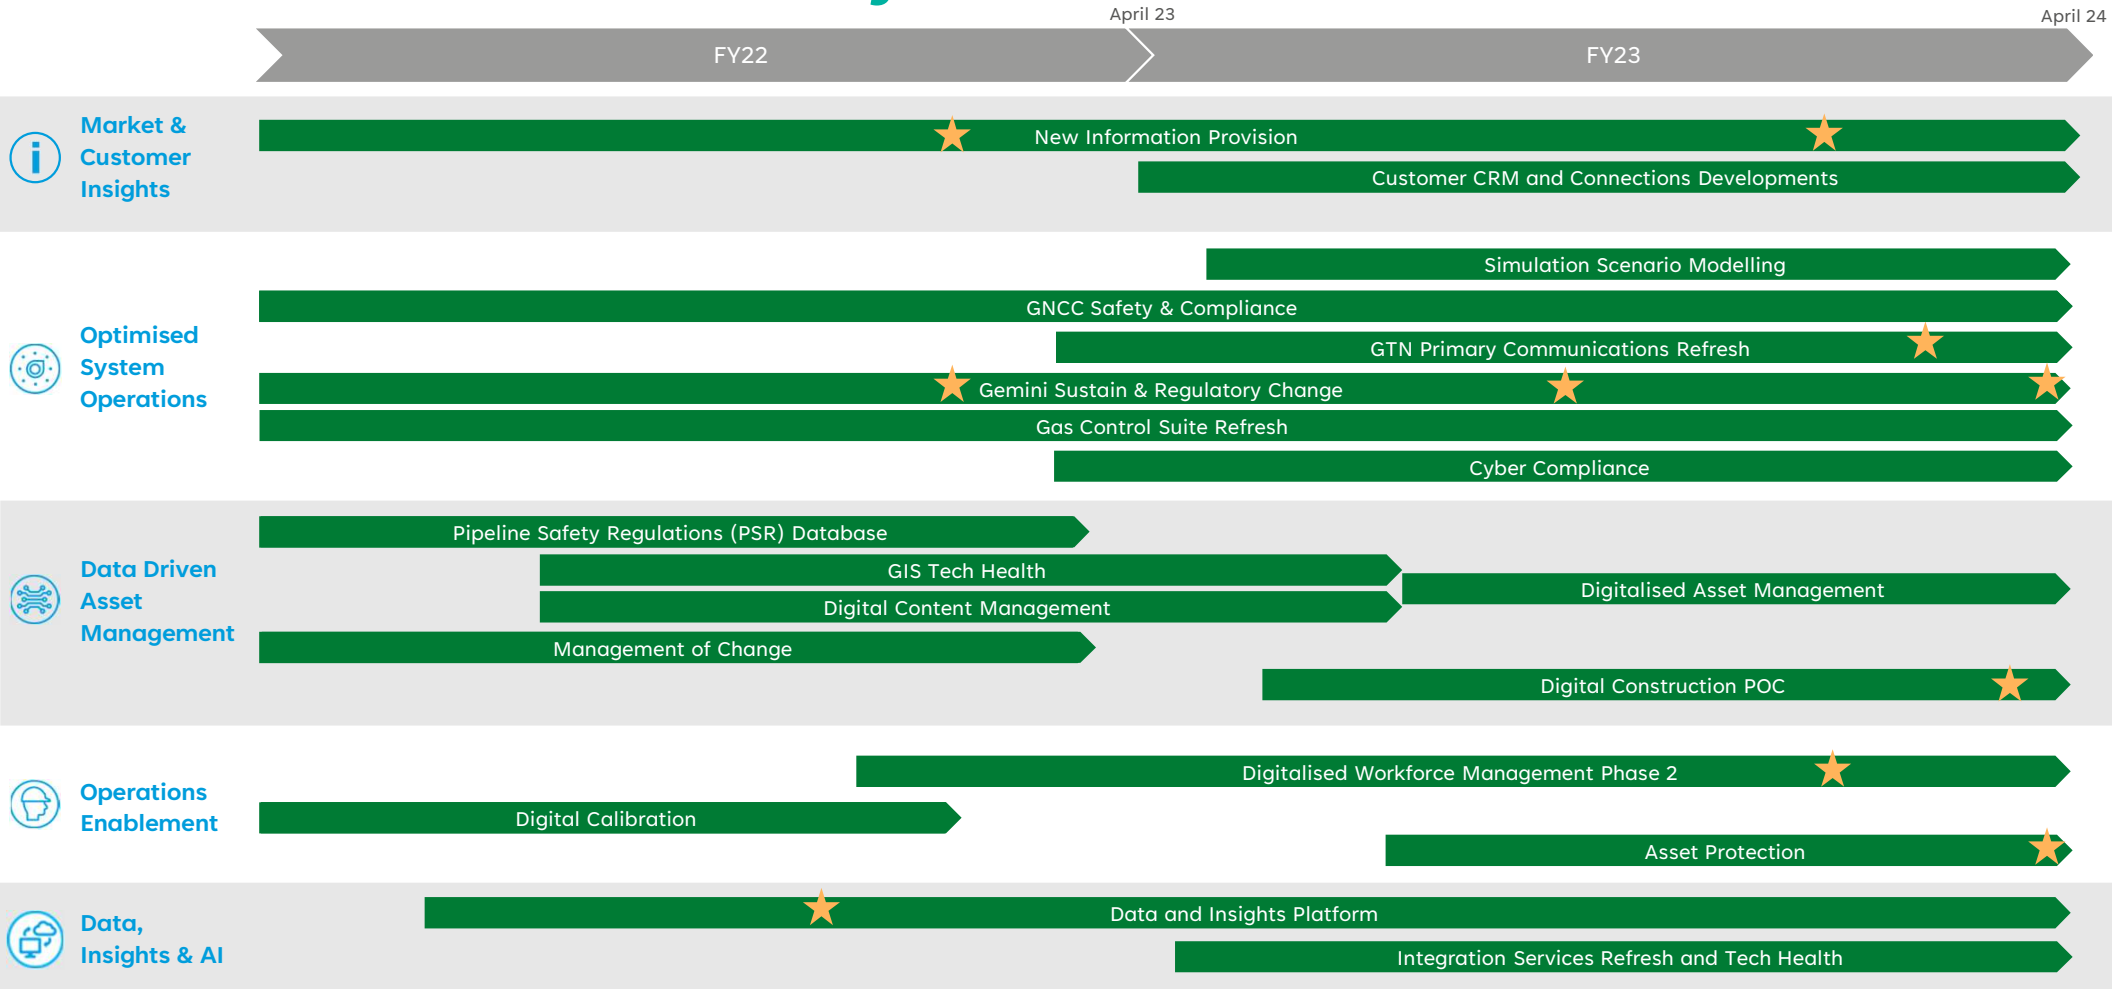 April 23
April 24
FY22
FY23
Market &
Customer
Insights
New Information Provision
Customer CRM and Connections Developments
Optimised
System
Operations
Simulation Scenario Modelling
GNCC Safety & Compliance
GTN Primary Communications Refresh
Gemini Sustain & Regulatory Change
Gas Control Suite Refresh
Cyber Compliance
Data Driven
Asset
Management
Pipeline Safety Regulations (PSR) Database
GIS Tech Health
Digitalised Asset Management
Digital Content Management
Management of Change
Digital Construction POC
Operations
Enablement
Digitalised Workforce Management Phase 2
Digital Calibration
Asset Protection
Data,
Insights & AI
Data and Insights Platform
Integration Services Refresh and Tech Health